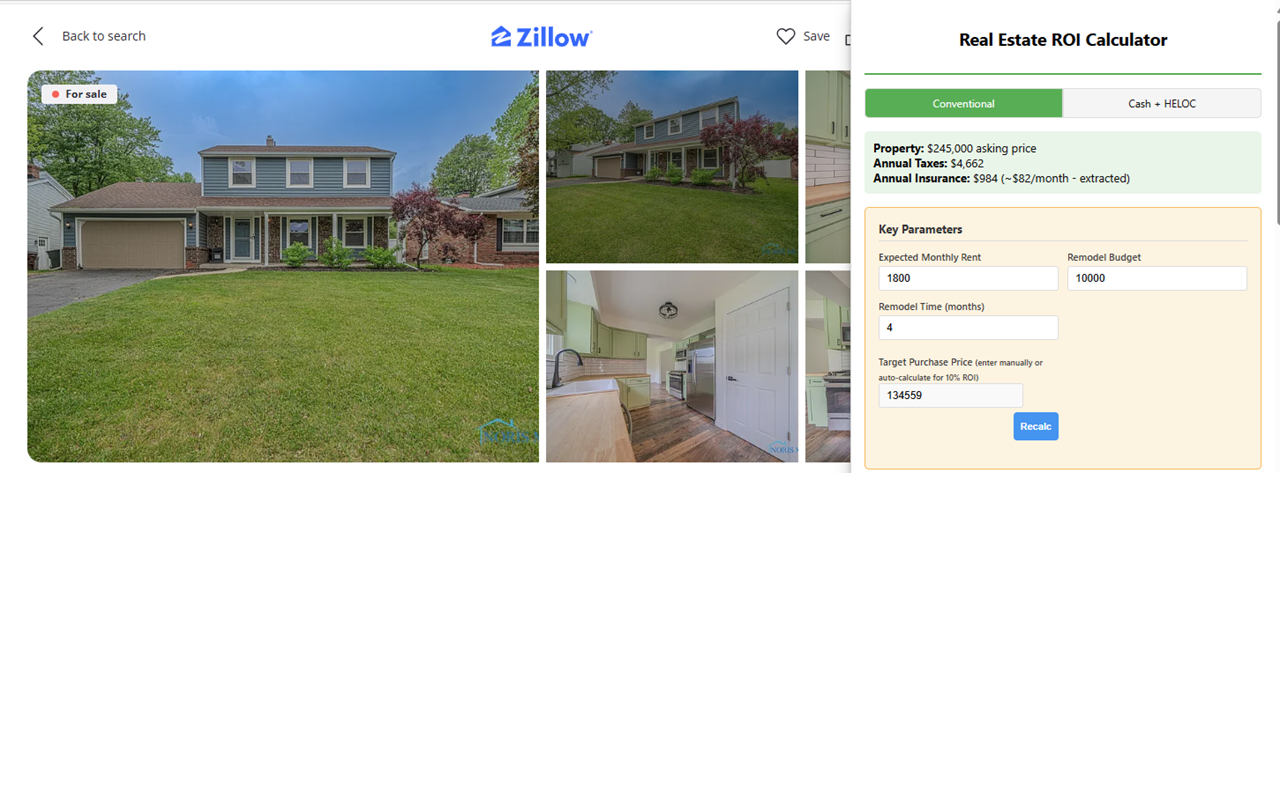 Back to search
Zillow
Save
For sale
Real Estate ROI Calculator
Conventional
Cash + HELOC
Property: $245,000 asking price
Annual Taxes: $4,662
Annual Insurance: $984 (~$82/month - extracted)
Key Parameters
Expected Monthly Rent
Remodel Budget
1800
10000
Remodel Time (months)
4
Target Purchase Price (enter manually or
auto-calculate for 10% ROI)
134559
Recalc